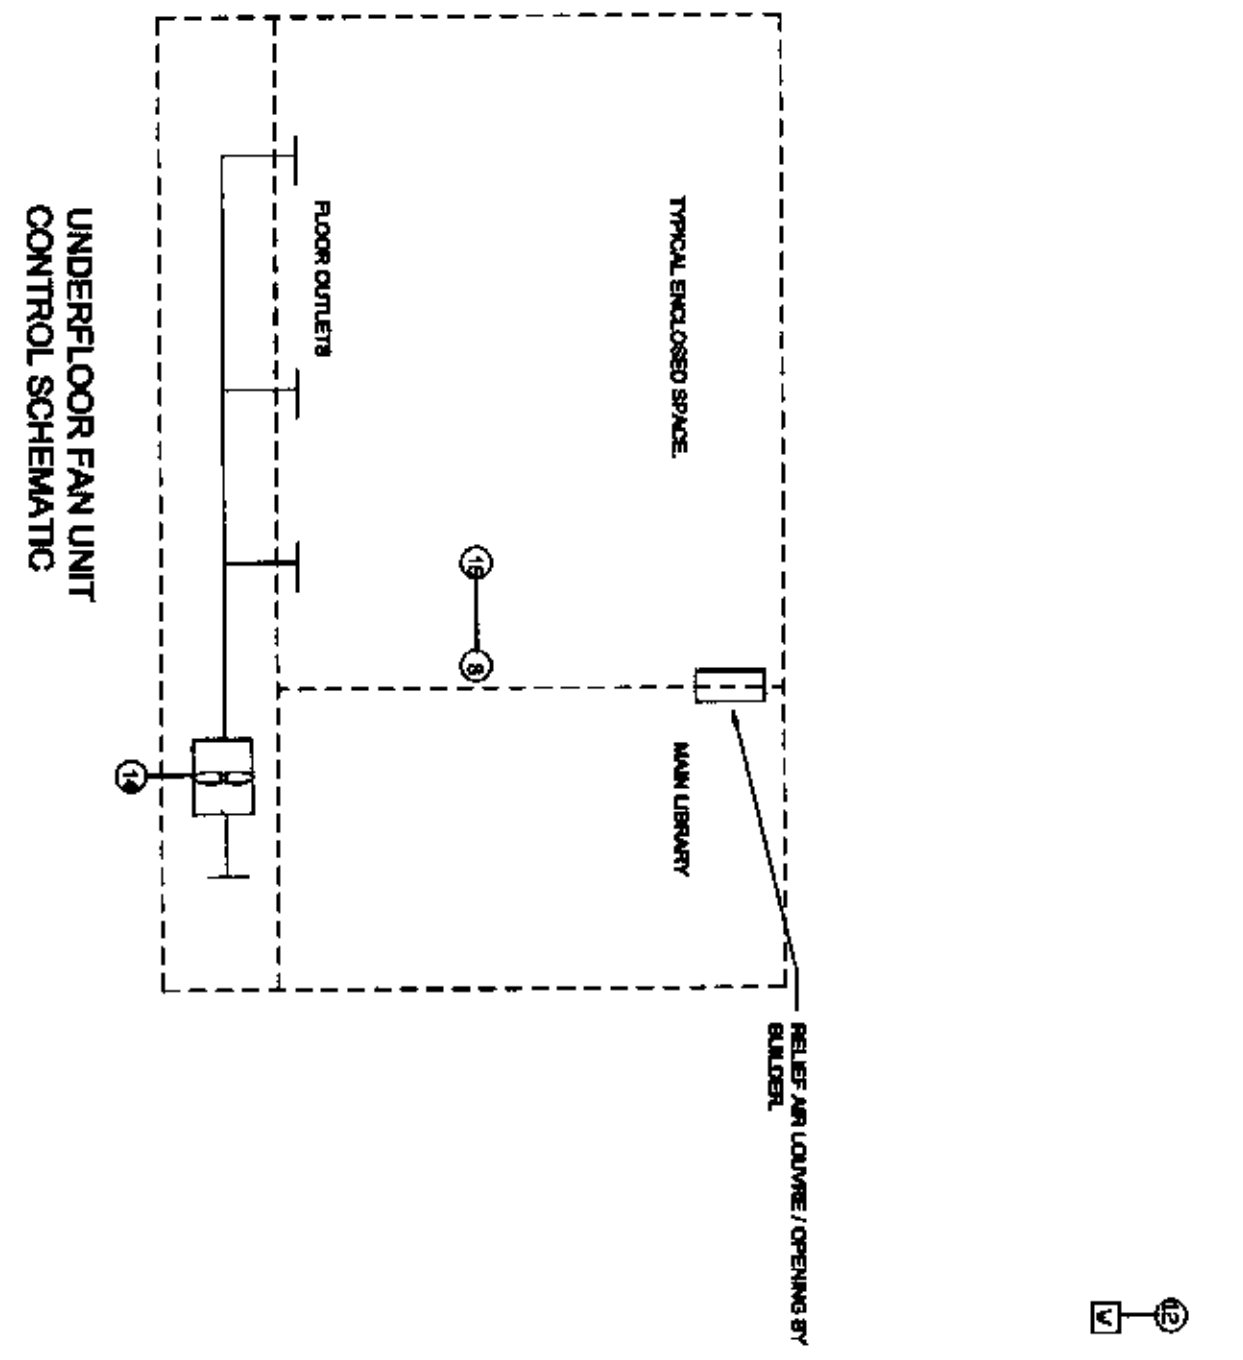 TYPICAL ENCLOSED SPACE.
MAIN LIBRARY
RELIEF AIR LOUVRE / OPENING BY
BUILDER.
15
8
FLOOR OUTLETS
14
UNDERFLOOR FAN UNIT
CONTROL SCHEMATIC
12